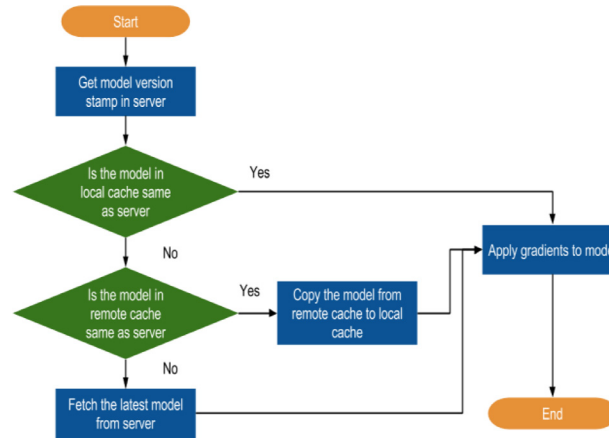 Start
Get model version
stamp in server
Is the model in
local cache same
as server
Yes
No
Apply gradients to mode
Is the model in
remote cache
same as server
Yes
Copy the model from
remote cache to local
cache
No
Fetch the latest model
from server
End